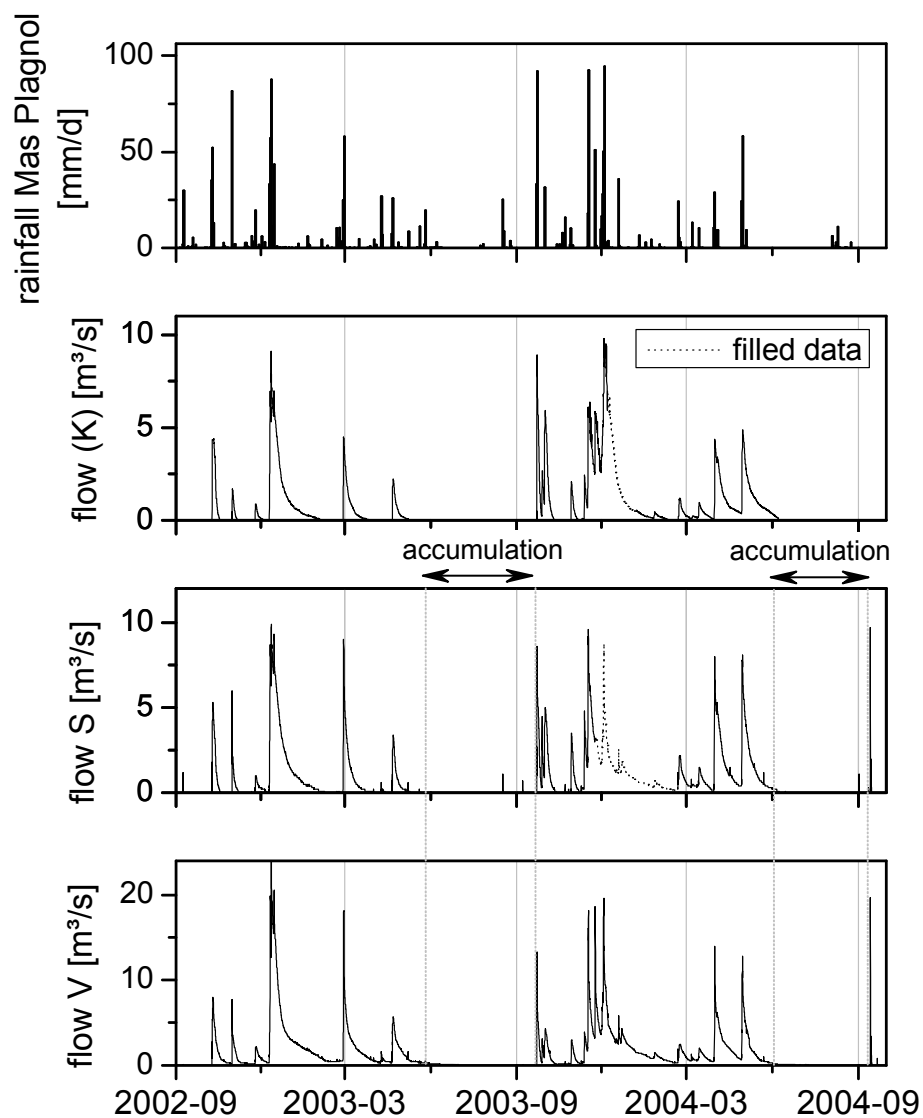 rainfall Mas Plagnol
[mm/d]
100
50
0
flow (K) [m³/s]
10
5
0
filled data
accumulation
accumulation
flow S [m³/s]
10
5
0
flow V [m³/s]
20
10
0
2002-09 2003-03 2003-09 2004-03 2004-09